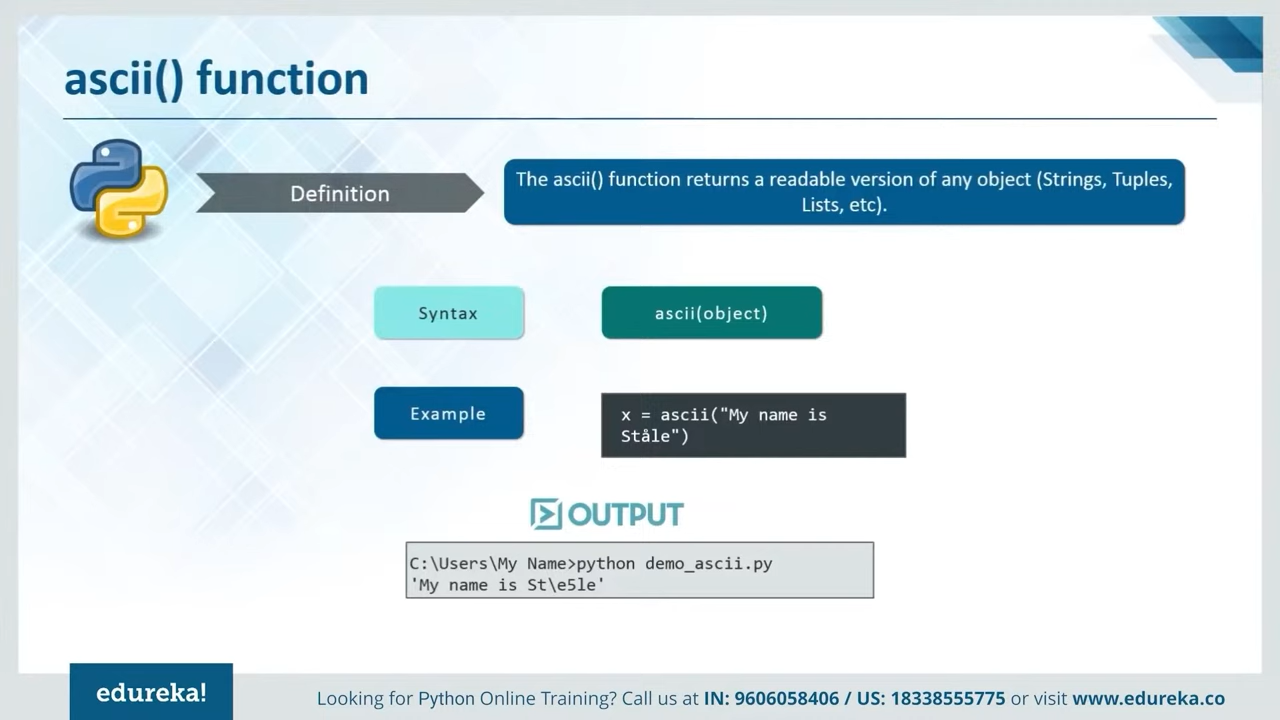 ascii() function
Definition
The ascii() function returns a readable version of any object (Strings, Tuples,
Lists, etc).
Syntax
ascii(object)
Example
x = ascii("My name is
Ståle")
OUTPUT
C:\Users\My Name>python demo_ascii.py
'My name is St\e5le'
edureka!
Looking for Python Online Training? Call us at IN: 9606058406 / US: 18338555775 or visit www.edureka.co